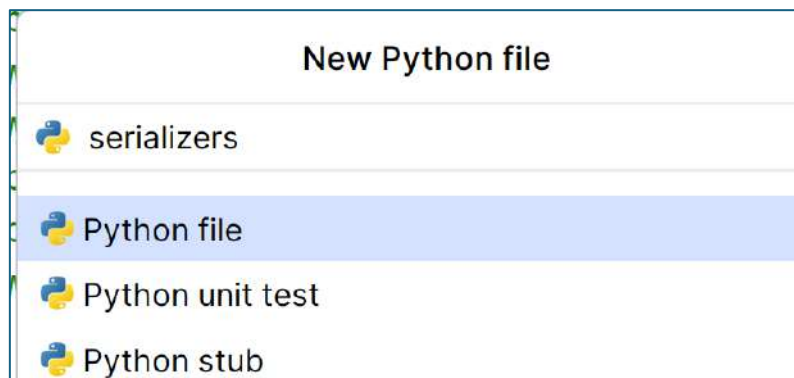 New Python file
serializers
Python file
Python unit test
Python stub